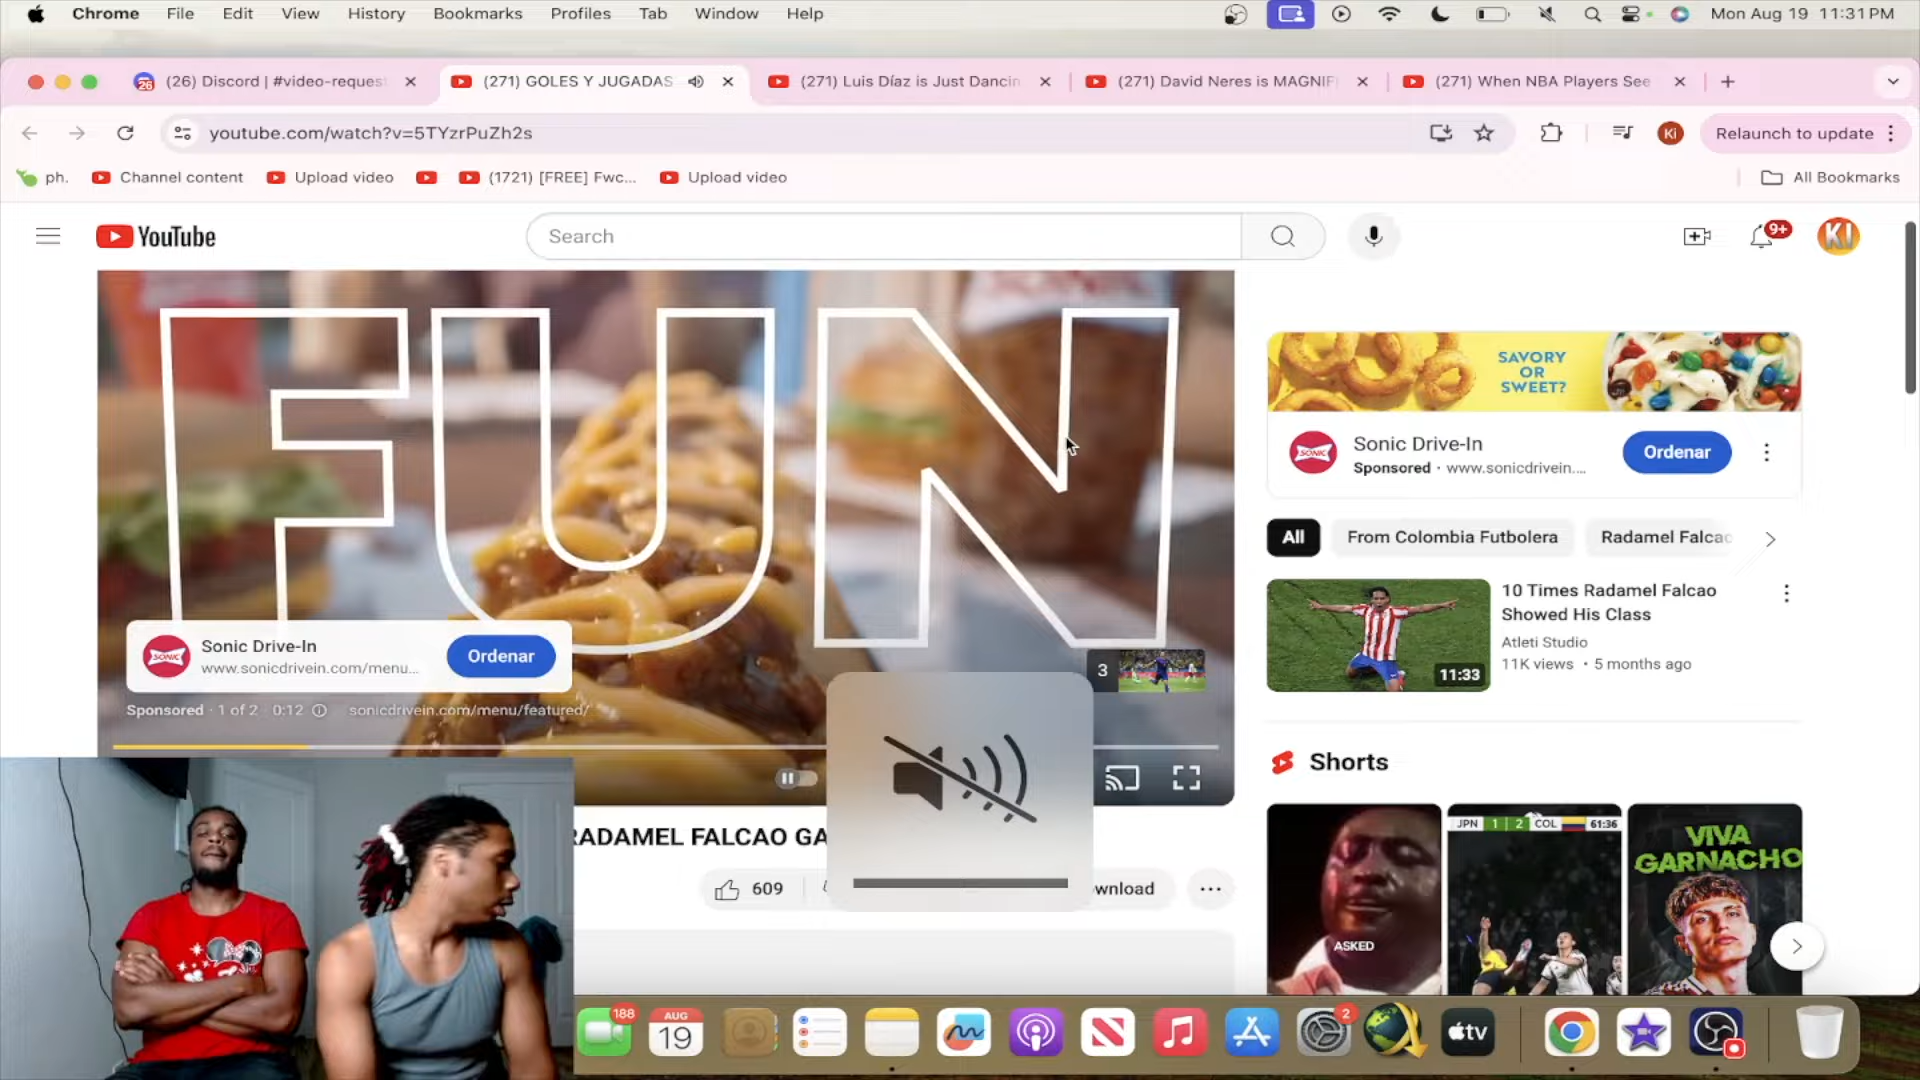 Chrome File Edit View History Bookmarks Profiles Tab Window Help
Mon Aug 19 11:31 PM
(26) Discord | #video-reques
(271) GOLES Y JUGADAS
(271) Luis Díaz is Just Dancin
(271) David Neres is MAGNIF
(271) When NBA Players See
youtube.com/watch?v=5TYzrPuZh2s
Ki
Relaunch to update
ph.
Channel content
Upload video
(1721) [FREE] Fwc...
Upload video
All Bookmarks
YouTube
Search
9+
KI
FUN
SAVORY
OR
SWEET?
SONIC
Sonic Drive-In
Sponsored · www.sonicdrivein....
Ordenar
All
From Colombia Futbolera
Radamel Falcao
10 Times Radamel Falcao
Showed His Class
Atleti Studio
11K views • 5 months ago
11:33
SONIC
Sonic Drive-In
www.sonicdrivein.com/menu...
Ordenar
3
Sponsored · 1 of 2 · 0:12
sonicdrivein.com/menu/featured/
Shorts
RADAMEL FALCAO GA
609
wnload
ASKED
JPN 1 2 COL 61:36
VIVA
GARNACHO
188
AUG
19
2
tv